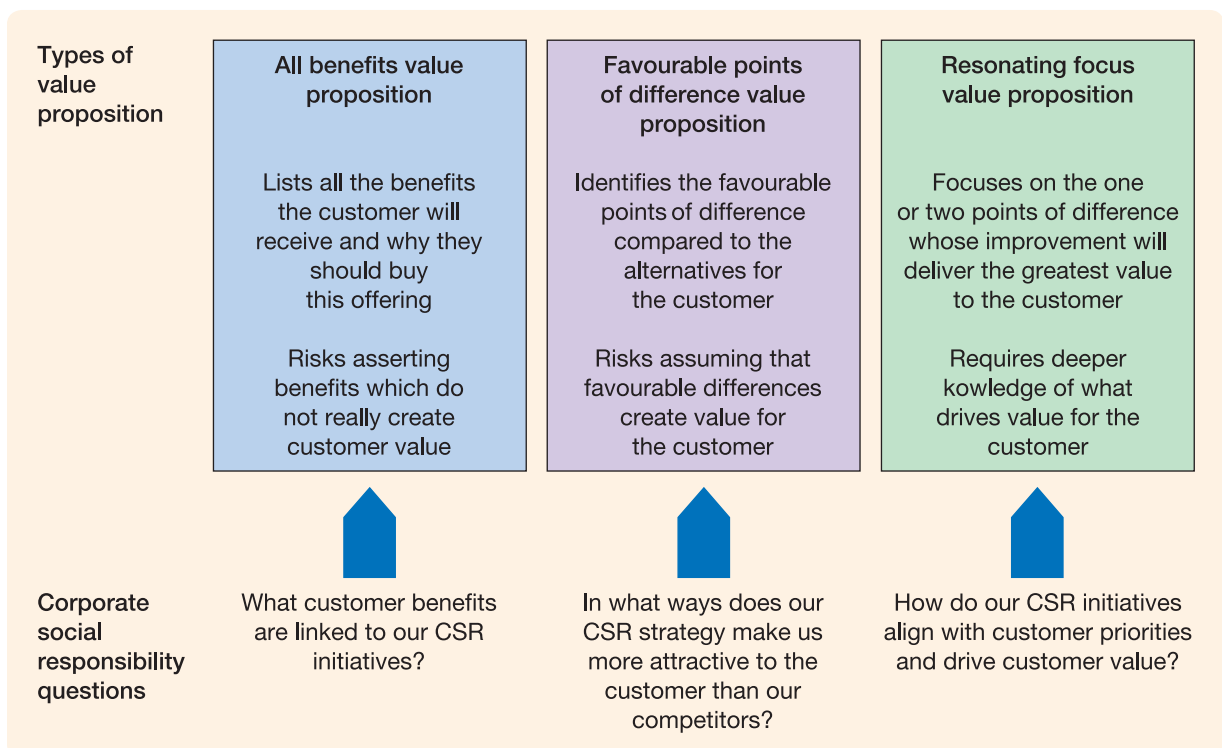 Types of
value
proposition
All benefits value
proposition
Lists all the benefits
the customer will
receive and why they
should buy
this offering
Risks asserting
benefits which do
not really create
customer value
Favourable points
of difference value
proposition
Identifies the favourable
points of difference
compared to the
alternatives for
the customer
Risks assuming that
favourable differences
create value for
the customer
Resonating focus
value proposition
Focuses on the one
or two points of difference
whose improvement will
deliver the greatest value
to the customer
Requires deeper
kowledge of what
drives value for the
customer
Corporate
social
responsibility
questions
What customer benefits
are linked to our CSR
initiatives?
In what ways does our
CSR strategy make us
more attractive to the
customer than our
competitors?
How do our CSR initiatives
align with customer priorities
and drive customer value?